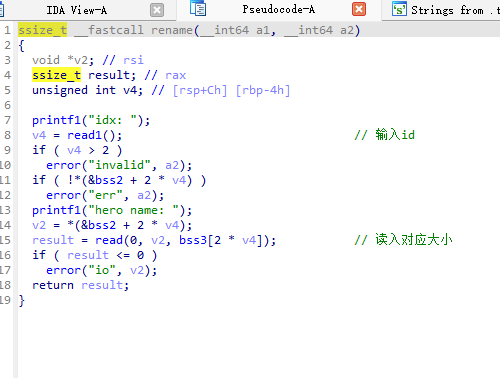 IDA View-A Pseudocode-A Strings from .t
1 ssize_t __fastcall rename(__int64 a1, __int64 a2)
2 {
3 void *v2; // rsi
4 ssize_t result; // rax
5 unsigned int v4; // [rsp+Ch] [rbp-4h]
6
7 printf1("idx: ");
8 v4 = read1(); // 输入id
9 if ( v4 > 2 )
10 error("invalid", a2);
11 if ( !*(&bss2 + 2 * v4) )
12 error("err", a2);
13 printf1("hero name: ");
14 v2 = *(&bss2 + 2 * v4);
15 result = read(0, v2, bss3[2 * v4]); // 读入对应大小
16 if ( result <= 0 )
17 error("io", v2);
18 return result;
19 }